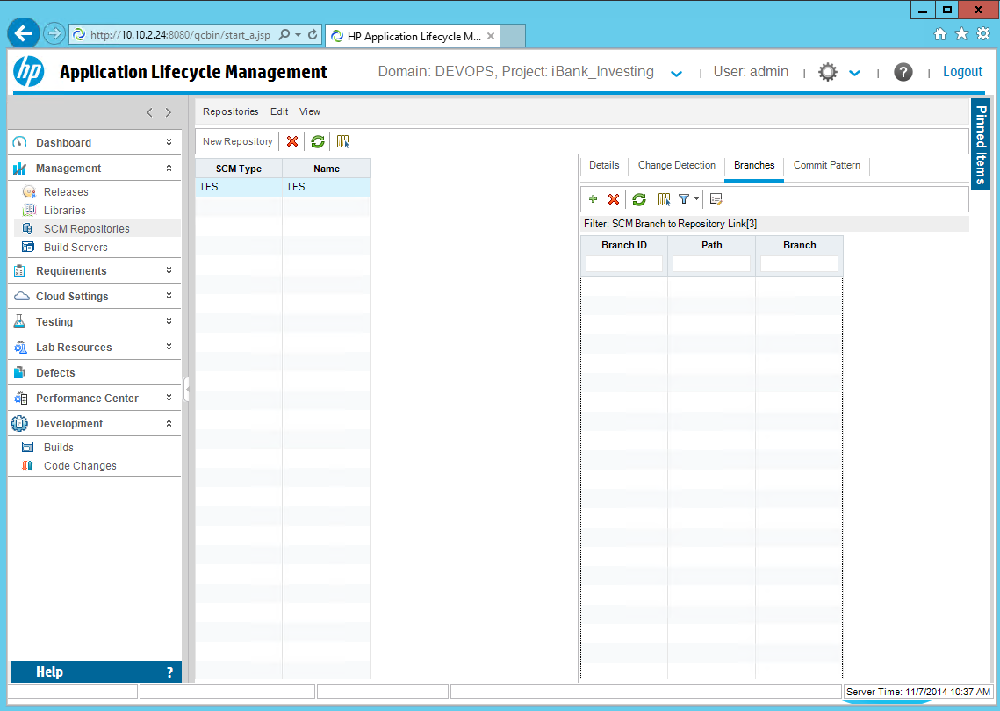 http://10.10.2.24:8080/qcbin/start_a.jsp
HP Application Lifecycle M...
hp
Application Lifecycle Management
Domain: DEVOPS, Project: iBank_Investing
User: admin
?
Logout
Repositories Edit View
New Repository
Dashboard
Management
Releases
Libraries
SCM Repositories
Build Servers
Requirements
Cloud Settings
Testing
Lab Resources
Defects
Performance Center
Development
Builds
Code Changes
SCM Type Name
TFS TFS
Details Change Detection Branches Commit Pattern
Filter: SCM Branch to Repository Link[3]
Branch ID Path Branch
Pinned Items
Help ?
Server Time: 11/7/2014 10:37 AM